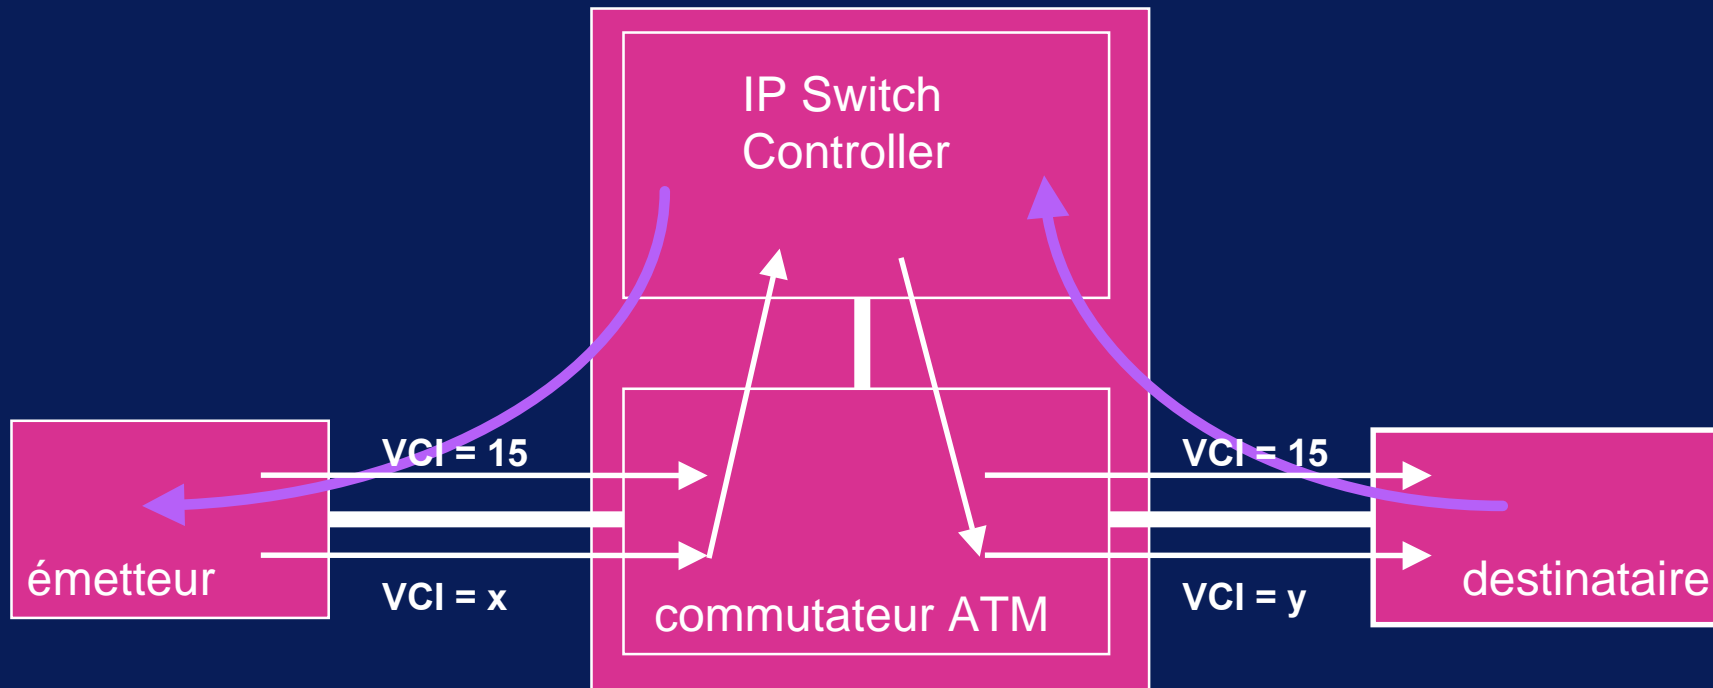 IP Switch
Controller
VCI = 15
VCI = 15
émetteur
VCI = x
commutateur ATM
VCI = y
destinataire